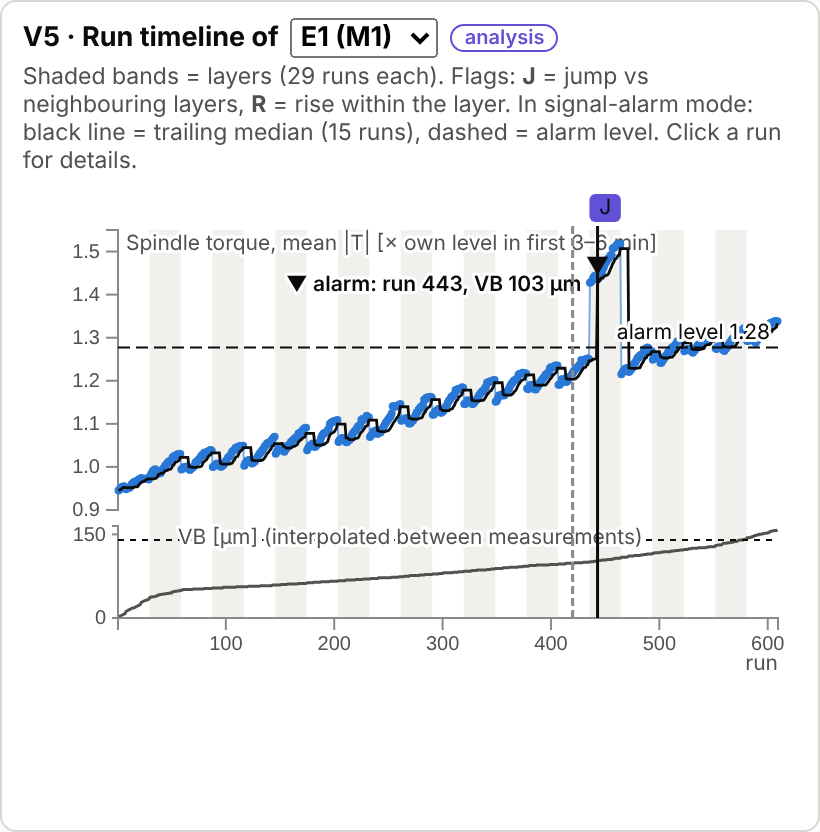 V5 · Run timeline of E1 (M1) analysis
Shaded bands = layers (29 runs each). Flags: J = jump vs
neighbouring layers, R = rise within the layer. In signal-alarm mode:
black line = trailing median (15 runs), dashed = alarm level. Click a run
for details.
J
Spindle torque, mean |T| [× own level in first 3–6 min]
▼ alarm: run 443, VB 103 µm
alarm level 1.28
1.5
1.4
1.3
1.2
1.1
1.0
0.9
VB [µm] (interpolated between measurements)
150
0
100 200 300 400 500 600
run